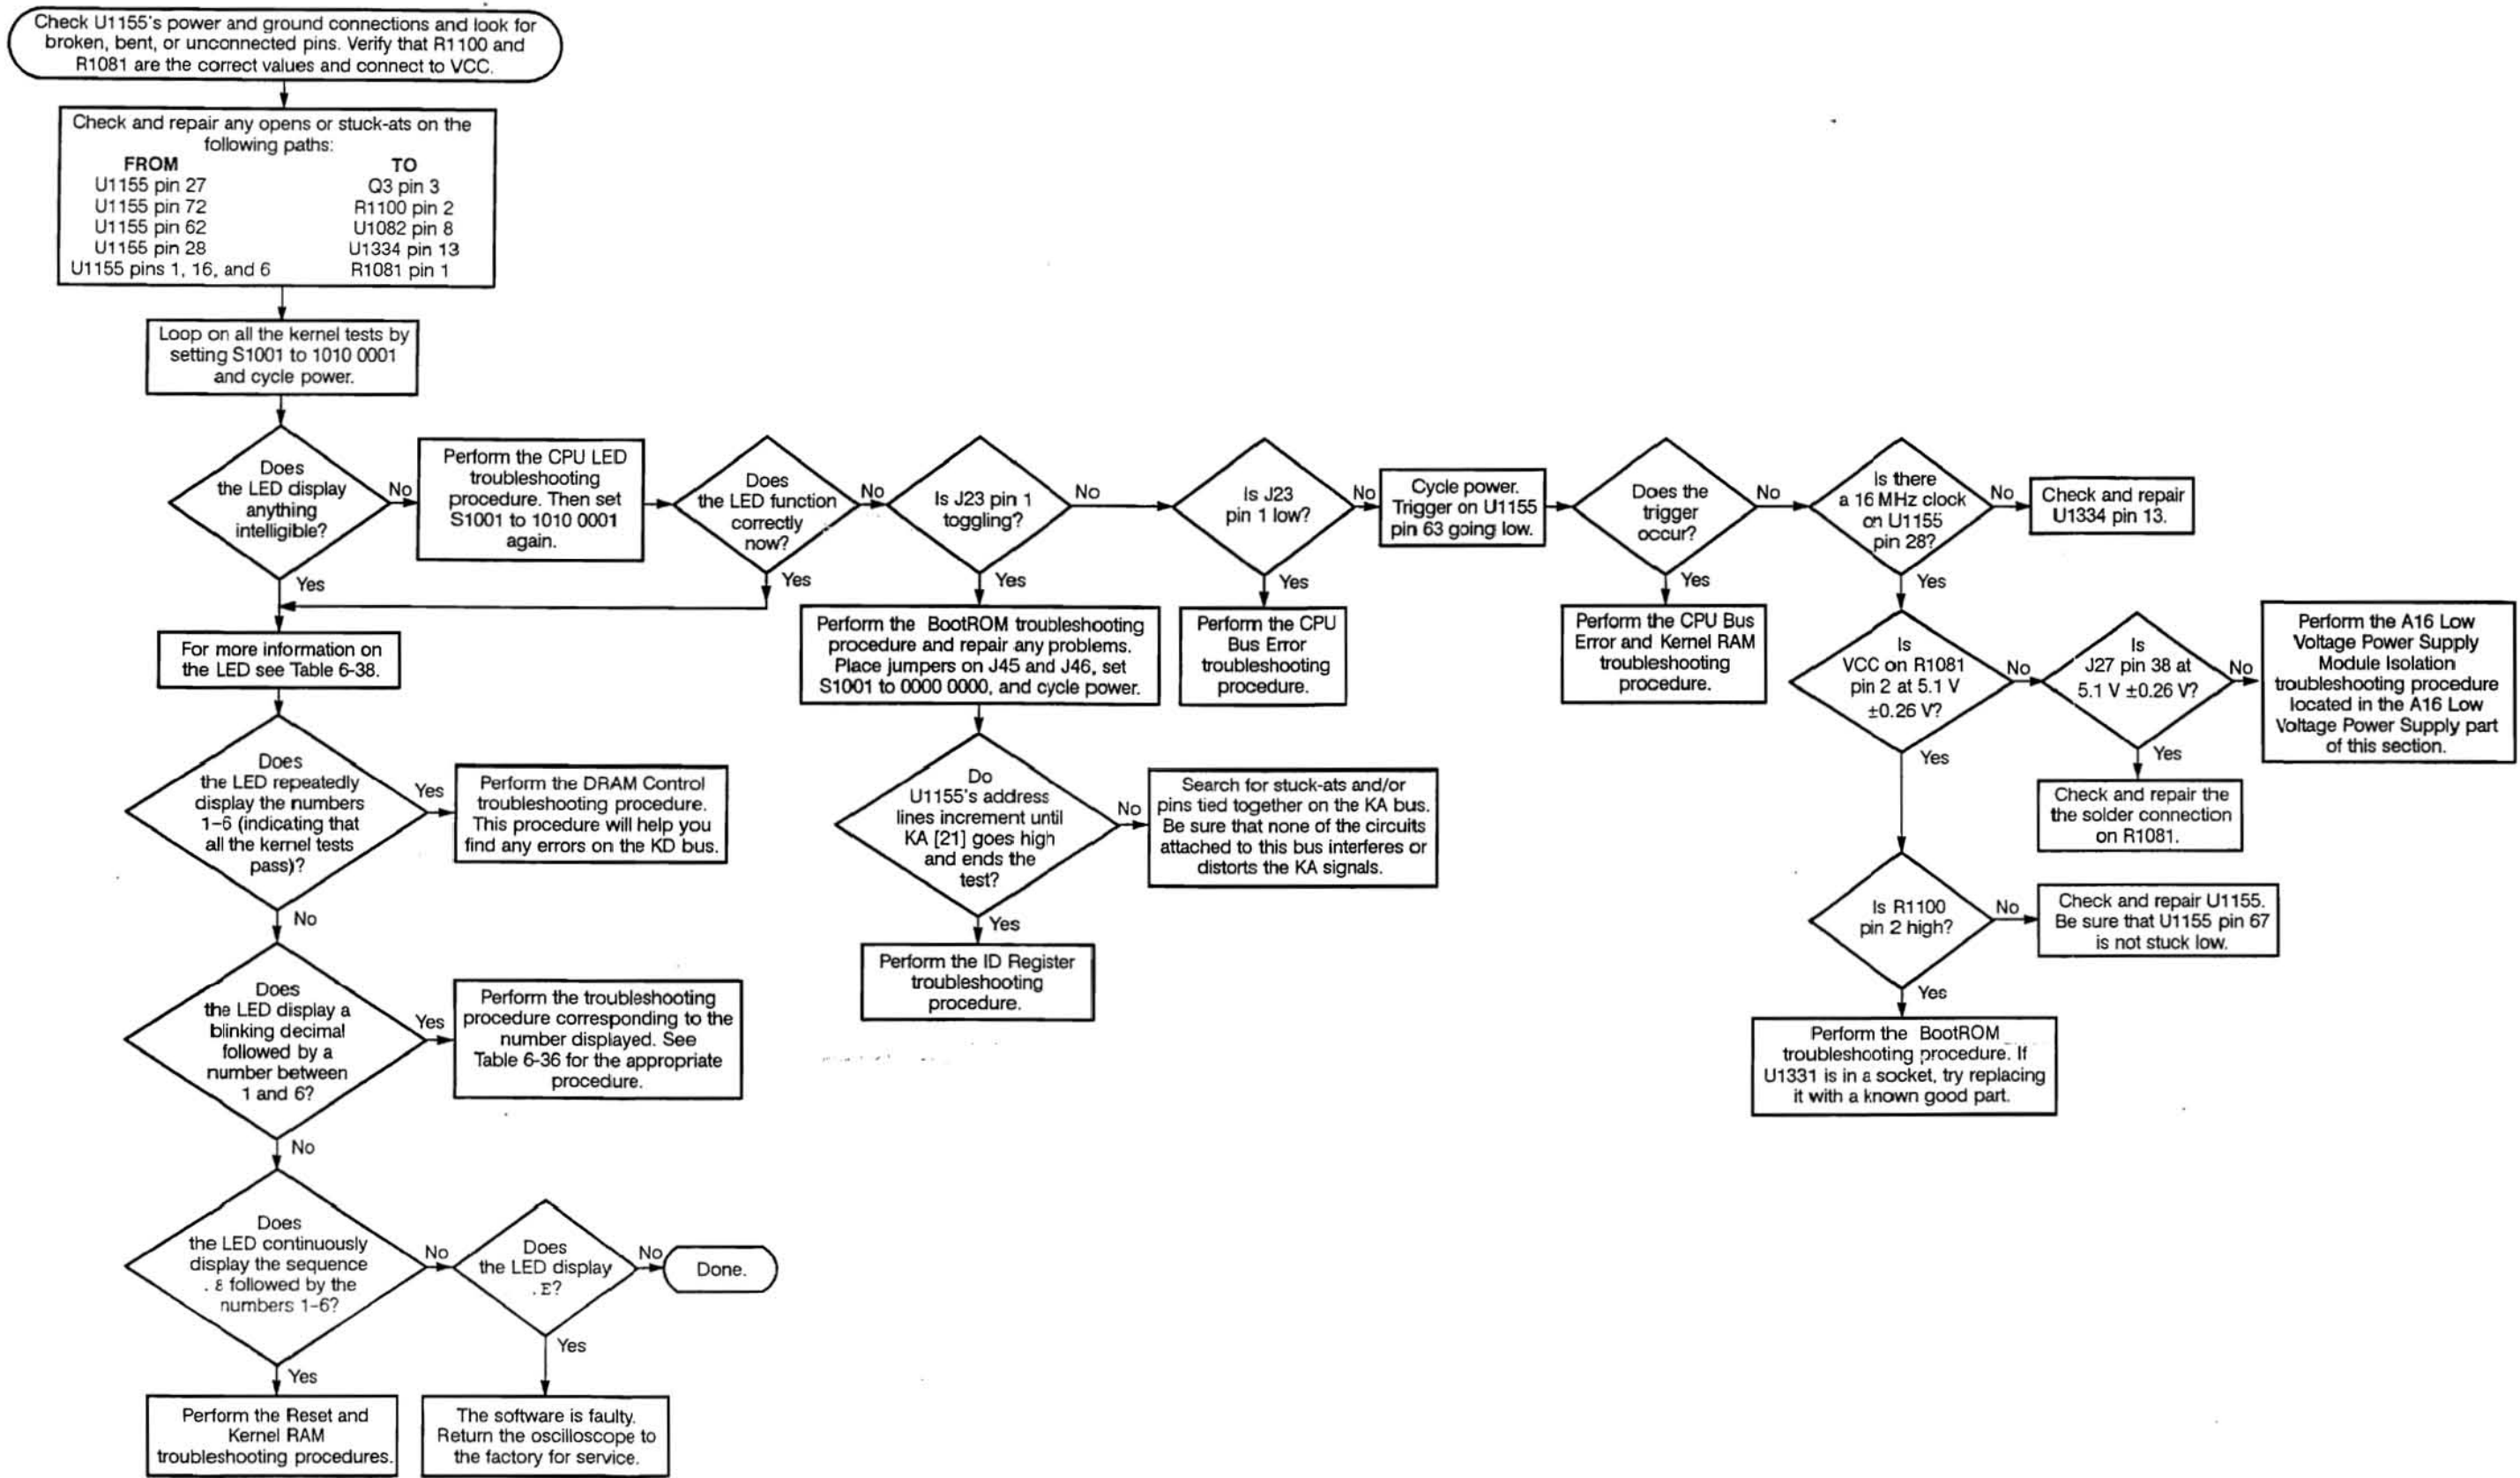 Check U1155's power and ground connections and look for
broken, bent, or unconnected pins. Verify that R1100 and
R1081 are the correct values and connect to VCC.
Check and repair any opens or stuck-ats on the
following paths:
FROM TO
U1155 pin 27 Q3 pin 3
U1155 pin 72 R1100 pin 2
U1155 pin 62 U1082 pin 8
U1155 pin 28 U1334 pin 13
U1155 pins 1, 16, and 6 R1081 pin 1
Loop on all the kernel tests by
setting S1001 to 1010 0001
and cycle power.
Does
the LED display
anything
intelligible?
No
Yes
Perform the CPU LED
troubleshooting
procedure. Then set
S1001 to 1010 0001
again.
Does
the LED function
correctly
now?
No
Yes
Is J23 pin 1
toggling?
No
Yes
Is J23
pin 1 low?
No
Yes
Cycle power.
Trigger on U1155
pin 63 going low.
Does the
trigger
occur?
No
Yes
Is there
a 16 MHz clock
on U1155
pin 28?
No
Yes
Check and repair
U1334 pin 13.
For more information on
the LED see Table 6-38.
Perform the BootROM troubleshooting
procedure and repair any problems.
Place jumpers on J45 and J46, set
S1001 to 0000 0000, and cycle power.
Perform the CPU
Bus Error
troubleshooting
procedure.
Perform the CPU Bus
Error and Kernel RAM
troubleshooting
procedure.
Is
VCC on R1081
pin 2 at 5.1 V
±0.26 V?
No
Yes
Is
J27 pin 38 at
5.1 V ±0.26 V?
No
Yes
Perform the A16 Low
Voltage Power Supply
Module Isolation
troubleshooting procedure
located in the A16 Low
Voltage Power Supply part
of this section.
Check and repair the
the solder connection
on R1081.
Does
the LED repeatedly
display the numbers
1–6 (indicating that
all the kernel tests
pass)?
Yes
No
Perform the DRAM Control
troubleshooting procedure.
This procedure will help you
find any errors on the KD bus.
Do
U1155's address
lines increment until
KA [21] goes high
and ends the
test?
No
Yes
Search for stuck-ats and/or
pins tied together on the KA bus.
Be sure that none of the circuits
attached to this bus interferes or
distorts the KA signals.
Perform the ID Register
troubleshooting
procedure.
Is R1100
pin 2 high?
No
Yes
Check and repair U1155.
Be sure that U1155 pin 67
is not stuck low.
Perform the BootROM
troubleshooting procedure. If
U1331 is in a socket, try replacing
it with a known good part.
Does
the LED display a
blinking decimal
followed by a
number between
1 and 6?
Yes
No
Perform the troubleshooting
procedure corresponding to the
number displayed. See
Table 6-36 for the appropriate
procedure.
Does
the LED continuously
display the sequence
. 8 followed by the
numbers 1–6?
No
Yes
Does
the LED display
. E?
No
Yes
Done.
Perform the Reset and
Kernel RAM
troubleshooting procedures.
The software is faulty.
Return the oscilloscope to
the factory for service.